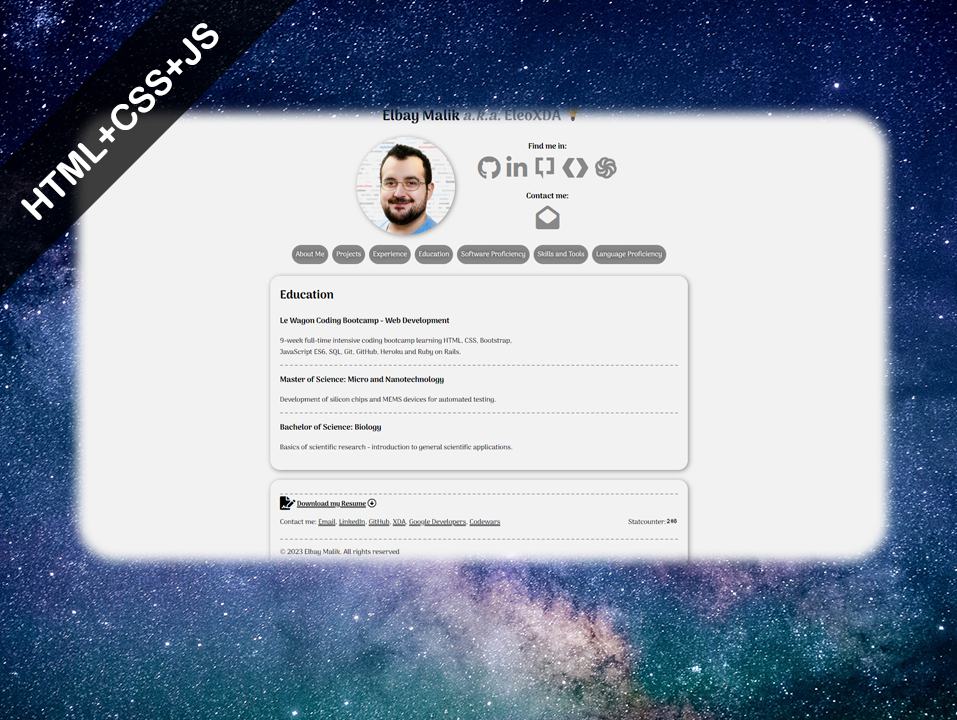 HTML+CSS+JS
Elbay Malik a.k.a. EleoXDA
Find me in:
Contact me:
About Me Projects Experience Education Software Proficiency Skills and Tools Language Proficiency
Education
Le Wagon Coding Bootcamp - Web Development
9-week full-time intensive coding bootcamp learning HTML, CSS, Bootstrap,
JavaScript ES6, SQL, Git, GitHub, Heroku and Ruby on Rails.
Master of Science: Micro and Nanotechnology
Development of silicon chips and MEMS devices for automated testing.
Bachelor of Science: Biology
Basics of scientific research - introduction to general scientific applications.
Download my Resume
Contact me: Email, LinkedIn, GitHub, XDA, Google Developers, Codewars Statcounter:
© 2023 Elbay Malik. All rights reserved